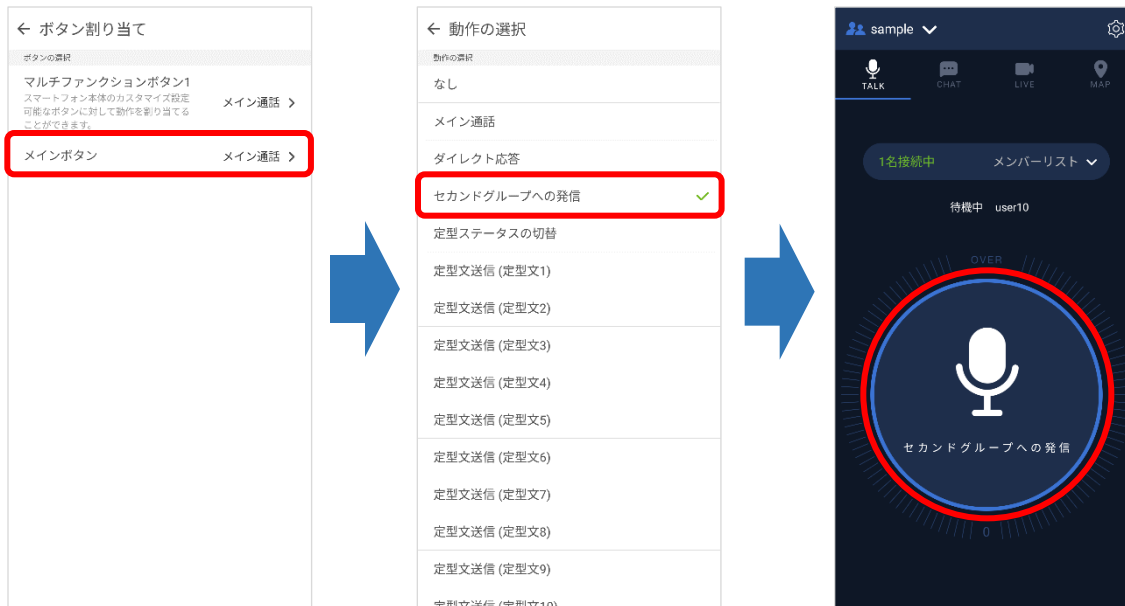 ボタン割り当て
ボタンの選択
マルチファンクションボタン1
スマートフォン本体のカスタマイズ設定
可能なボタンに対して動作を割り当てる
ことができます。
メイン通話
メインボタン
メイン通話
動作の選択
動作の選択
なし
メイン通話
ダイレクト応答
セカンドグループへの発信
定型ステータスの切替
定型文送信 (定型文1)
定型文送信 (定型文2)
定型文送信 (定型文3)
定型文送信 (定型文4)
定型文送信 (定型文5)
定型文送信 (定型文6)
定型文送信 (定型文7)
定型文送信 (定型文8)
定型文送信 (定型文9)
定型文送信 (定型文10)
sample
TALK
CHAT
LIVE
MAP
1名接続中
メンバーリスト
待機中 user10
OVER
セカンドグループへの発信
0